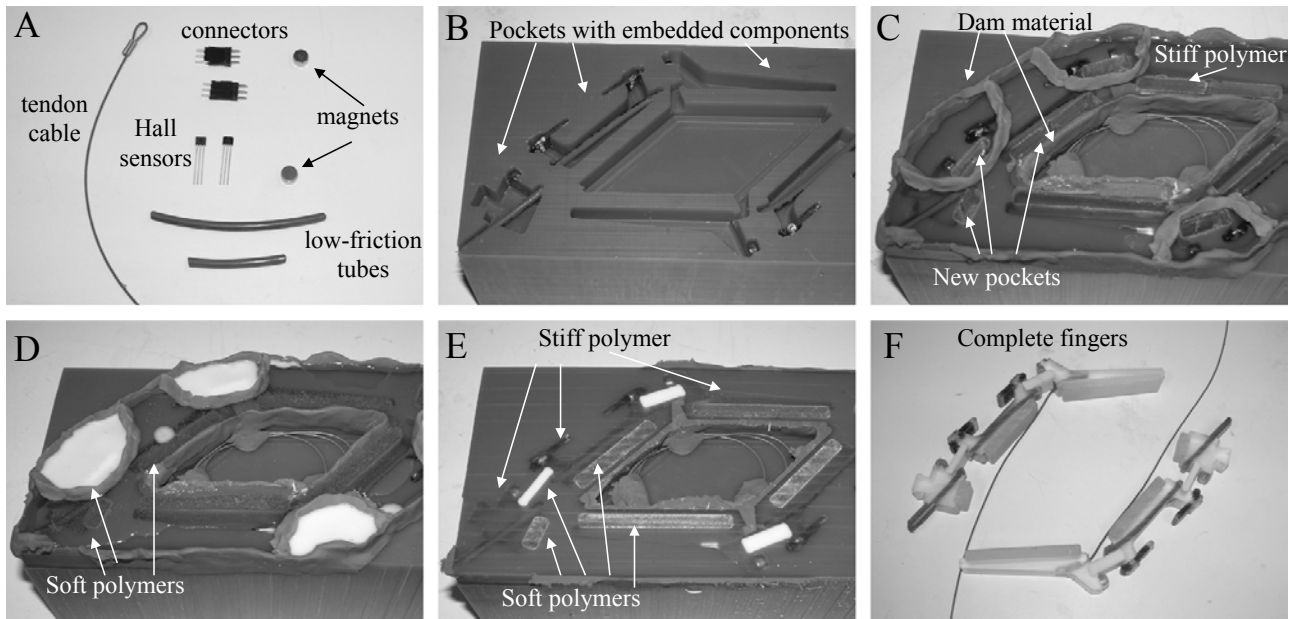 A
connectors
tendon
cable
magnets
Hall
sensors
low-friction
tubes
B
Pockets with embedded components
C
Dam material
Stiff polymer
New pockets
D
Soft polymers
E
Stiff polymer
Soft polymers
F
Complete fingers